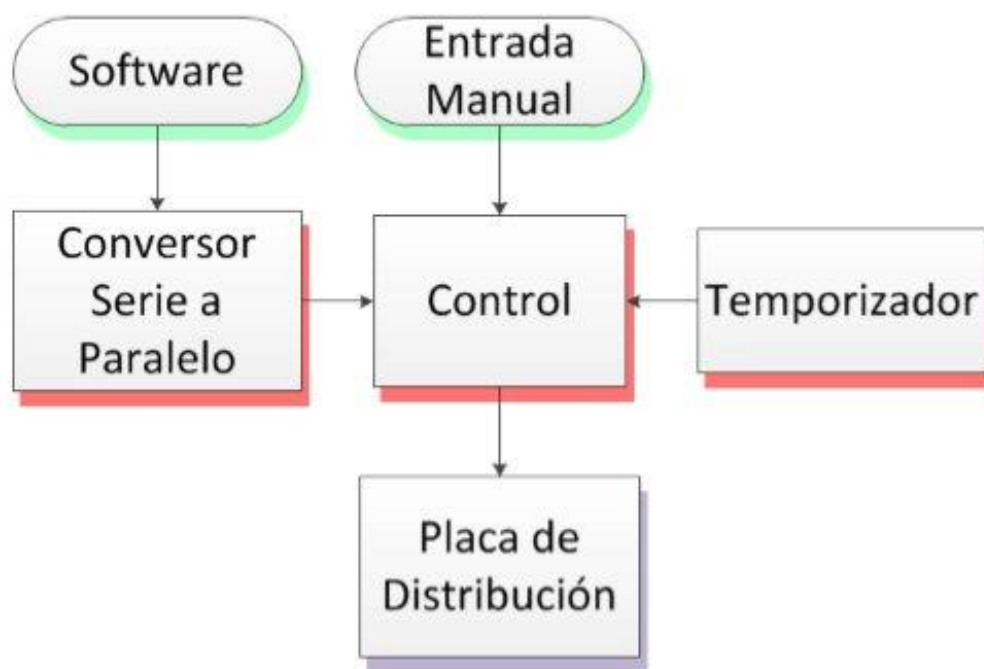 Software
Entrada
Manual
Conversor
Serie a
Paralelo
Control
Temporizador
Placa de
Distribución